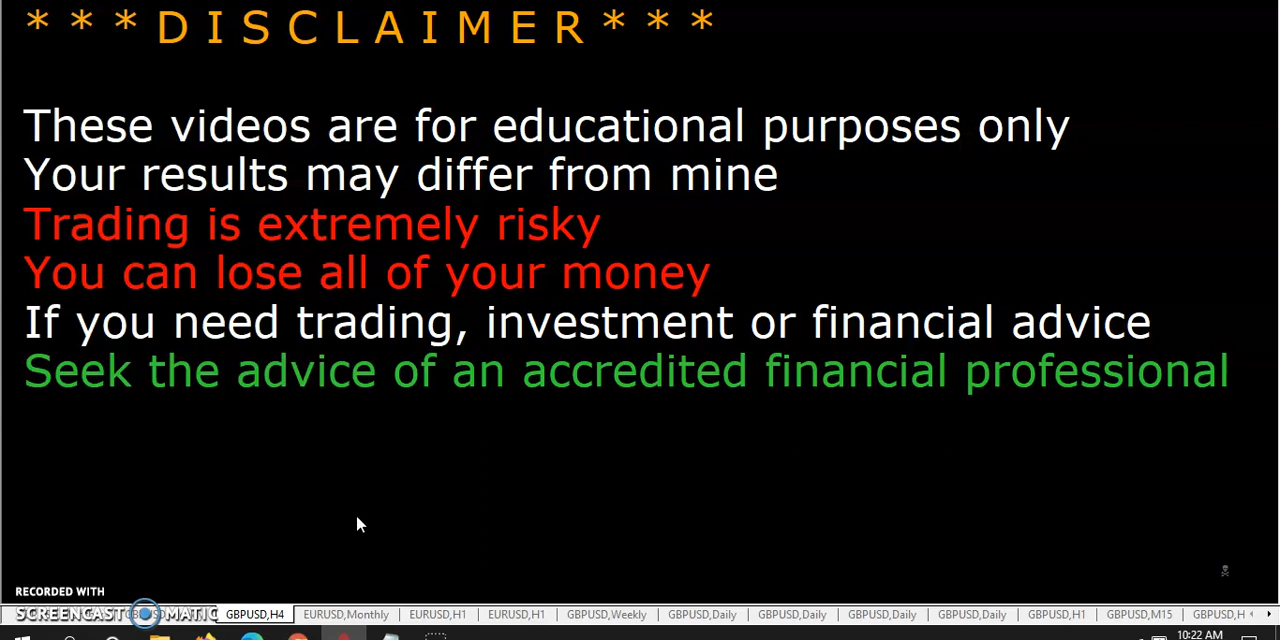 * * * D I S C L A I M E R * * *
These videos are for educational purposes only
Your results may differ from mine
Trading is extremely risky
You can lose all of your money
If you need trading, investment or financial advice
Seek the advice of an accredited financial professional
RECORDED WITH
SCREENCAST MATIC
GBPUSD,H4 EURUSD,Monthly EURUSD,H1 EURUSD,H1 GBPUSD,Weekly GBPUSD,Daily GBPUSD,Daily GBPUSD,Daily GBPUSD,Daily GBPUSD,H1 GBPUSD,M15 GBPUSD,H
10:22 AM